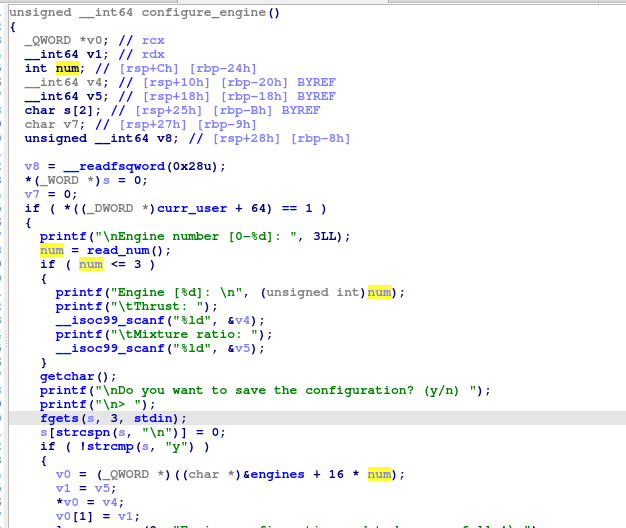 unsigned __int64 configure_engine()
{
_QWORD *v0; // rcx
__int64 v1; // rdx
int num; // [rsp+Ch] [rbp-24h]
__int64 v4; // [rsp+10h] [rbp-20h] BYREF
__int64 v5; // [rsp+18h] [rbp-18h] BYREF
char s[2]; // [rsp+25h] [rbp-Bh] BYREF
char v7; // [rsp+27h] [rbp-9h]
unsigned __int64 v8; // [rsp+28h] [rbp-8h]
v8 = __readfsqword(0x28u);
*(_WORD *)s = 0;
v7 = 0;
if ( *((_DWORD *)curr_user + 64) == 1 )
{
printf("\nEngine number [0-%d]: ", 3LL);
num = read_num();
if ( num <= 3 )
{
printf("Engine [%d]: \n", (unsigned int)num);
printf("\tThrust: ");
__isoc99_scanf("%ld", &v4);
printf("\tMixture ratio: ");
__isoc99_scanf("%ld", &v5);
}
getchar();
printf("\nDo you want to save the configuration? (y/n) ");
printf("\n> ");
fgets(s, 3, stdin);
s[strcspn(s, "\n")] = 0;
if ( !strcmp(s, "y") )
{
v0 = (_QWORD *)((char *)&engines + 16 * num);
v1 = v5;
*v0 = v4;
v0[1] = v1;